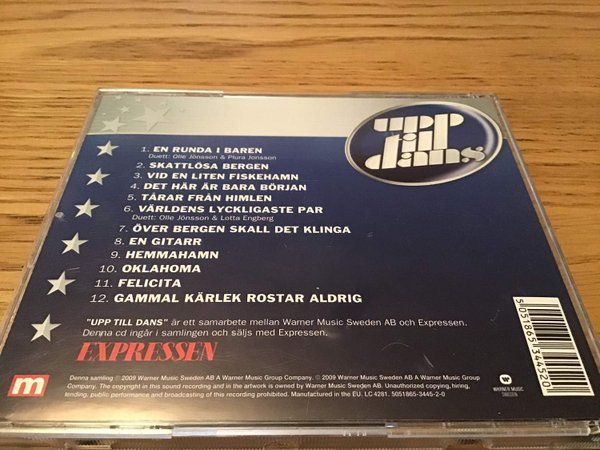 upp
till
dans
1. EN RUNDA I BAREN
Duett: Olle Jönsson & Plura Jonsson
2. SKATTLÖSA BERGEN
3. VID EN LITEN FISKEHAMN
4. DET HÄR ÄR BARA BÖRJAN
5. TÅRAR FRÅN HIMLEN
6. VÄRLDENS LYCKLIGASTE PAR
Duett: Olle Jönsson & Lotta Engberg
7. ÖVER BERGEN SKALL DET KLINGA
8. EN GITARR
9. HEMMAHAMN
10. OKLAHOMA
11. FELICITA
12. GAMMAL KÄRLEK ROSTAR ALDRIG
"UPP TILL DANS" är ett samarbete mellan Warner Music Sweden AB och Expressen.
Denna cd ingår i samlingen och säljs med Expressen.
EXPRESSEN
m
Denna samling ℗ 2009 Warner Music Sweden AB A Warner Music Group Company. © 2009 Warner Music Sweden AB A Warner Music Group Company.
The copyright in this sound recording and in the artwork is owned by Warner Music Sweden AB. Unauthorized copying, hiring,
lending, public performance and broadcasting of this recording prohibited. Manufactured in the EU. LC 4281. 5051865-3445-2-0
WARNER MUSIC
SWEDEN
5 051865 344520